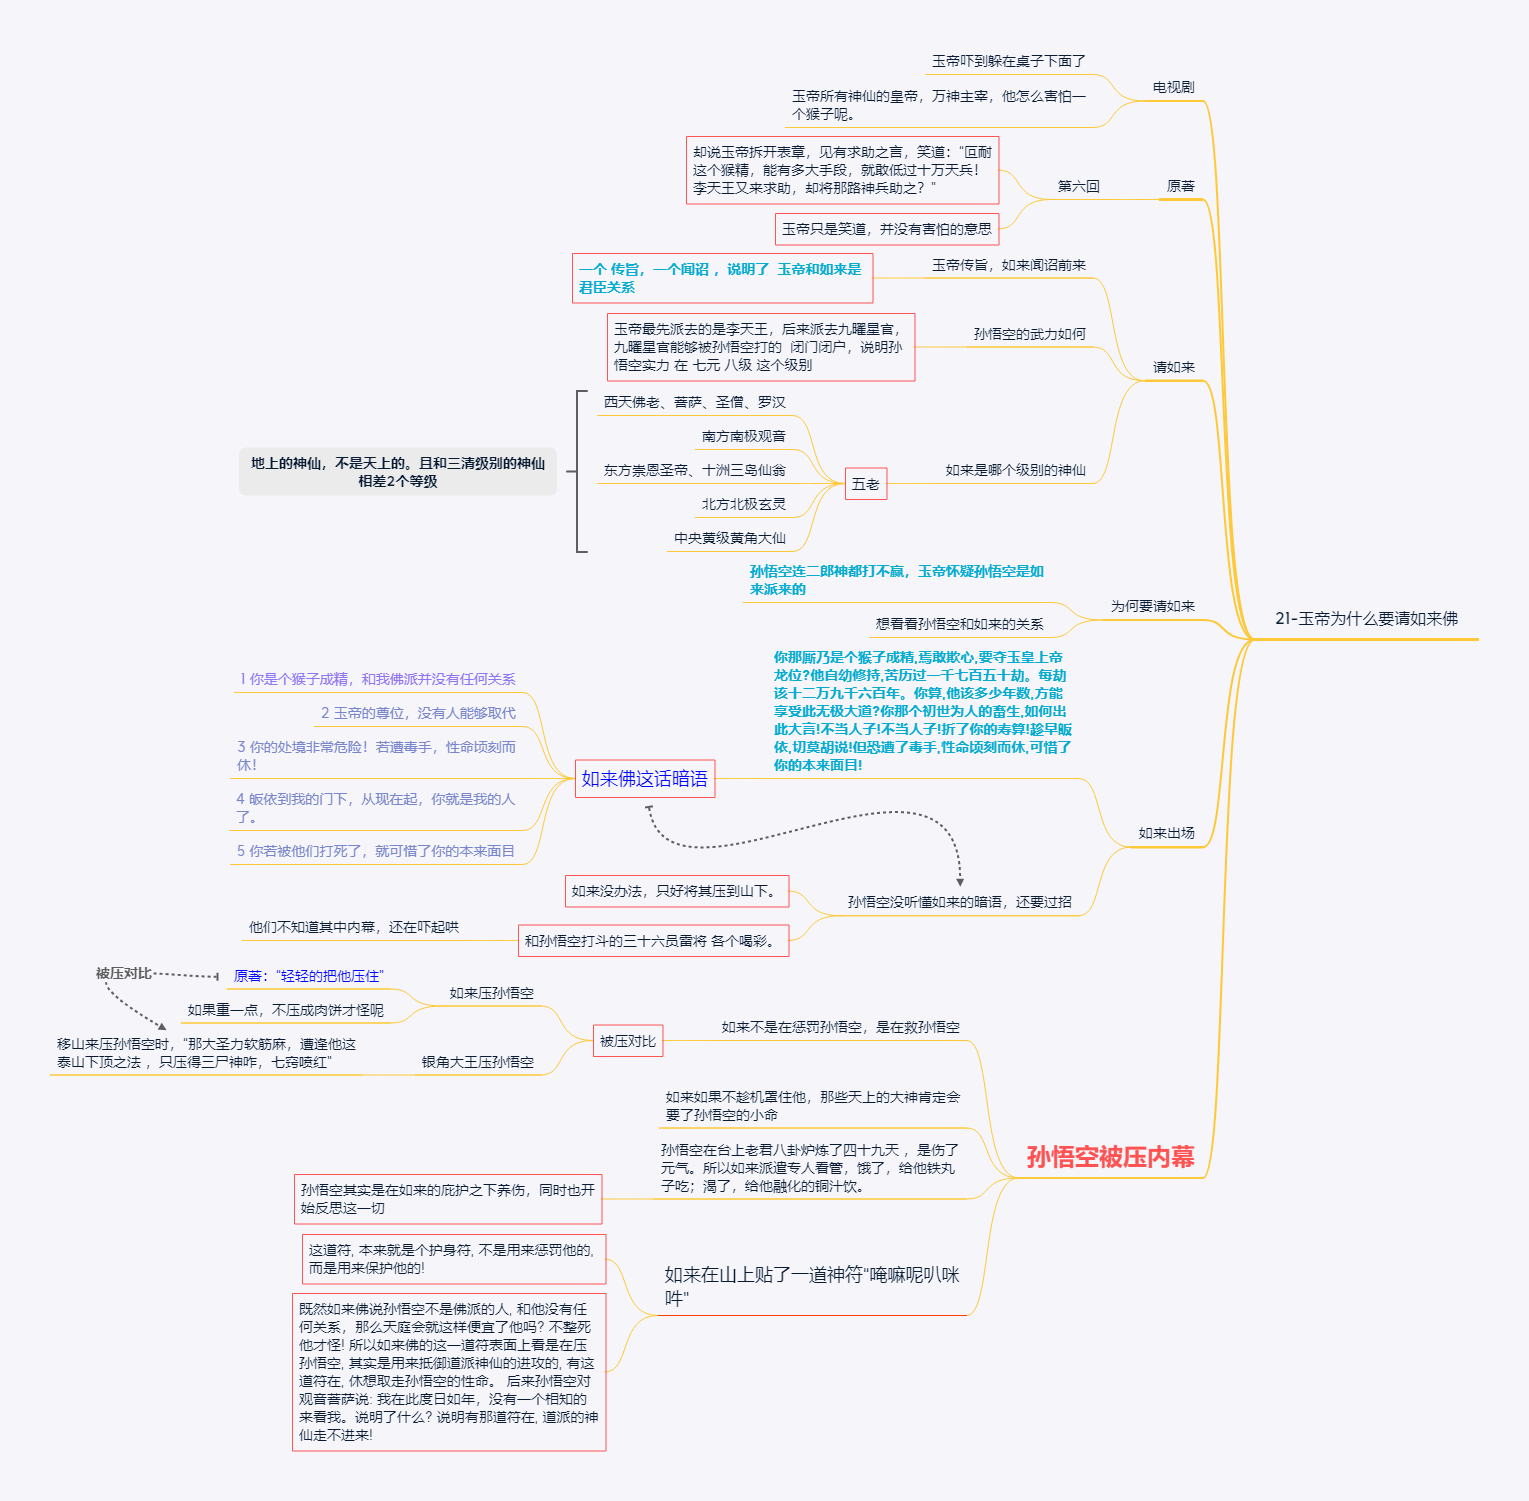 21-玉帝为什么要请如来佛
电视剧
玉帝吓到躲在桌子下面了
玉帝所有神仙的皇帝，万神主宰，他怎么害怕一
个猴子呢。
原著
第六回
却说玉帝拆开表章，见有求助之言，笑道："叵耐
这个猴精，能有多大手段，就敢低过十万天兵！
李天王又来求助，却将那路神兵助之？"
玉帝只是笑道，并没有害怕的意思
请如来
玉帝传旨，如来闻诏前来
一个 传旨，一个闻诏 ，说明了 玉帝和如来是
君臣关系
孙悟空的武力如何
玉帝最先派去的是李天王，后来派去九曜星官，
九曜星官能够被孙悟空打的 闭门闭户，说明孙
悟空实力 在 七元 八级 这个级别
如来是哪个级别的神仙
五老
西天佛老、菩萨、圣僧、罗汉
南方南极观音
东方崇恩圣帝、十洲三岛仙翁
北方北极玄灵
中央黄级黄角大仙
地上的神仙，不是天上的。且和三清级别的神仙
相差2个等级
为何要请如来
孙悟空连二郎神都打不赢，玉帝怀疑孙悟空是如
来派来的
想看看孙悟空和如来的关系
如来出场
你那厮乃是个猴子成精,焉敢欺心,要夺玉皇上帝
龙位?他自幼修持,苦历过一千七百五十劫。每劫
该十二万九千六百年。你算,他该多少年数,方能
享受此无极大道?你那个初世为人的畜生,如何出
此大言!不当人子!不当人子!折了你的寿算!趁早皈
依,切莫胡说!但恐遭了毒手,性命顷刻而休,可惜了
你的本来面目!
如来佛这话暗语
1 你是个猴子成精，和我佛派并没有任何关系
2 玉帝的尊位，没有人能够取代
3 你的处境非常危险！若遭毒手，性命顷刻而
休！
4 皈依到我的门下，从现在起，你就是我的人
了。
5 你若被他们打死了，就可惜了你的本来面目
孙悟空没听懂如来的暗语，还要过招
如来没办法，只好将其压到山下。
和孙悟空打斗的三十六员雷将 各个喝彩。
他们不知道其中内幕，还在吓起哄
孙悟空被压内幕
如来不是在惩罚孙悟空，是在救孙悟空
被压对比
如来压孙悟空
原著："轻轻的把他压住"
如果重一点，不压成肉饼才怪呢
被压对比
银角大王压孙悟空
移山来压孙悟空时，"那大圣力软筋麻，遭逢他这
泰山下顶之法 ，只压得三尸神咋，七窍喷红"
如来如果不趁机罩住他，那些天上的大神肯定会
要了孙悟空的小命
孙悟空在台上老君八卦炉炼了四十九天 ，是伤了
元气。所以如来派遣专人看管，饿了，给他铁丸
子吃；渴了，给他融化的铜汁饮。
孙悟空其实是在如来的庇护之下养伤，同时也开
始反思这一切
如来在山上贴了一道神符"唵嘛呢叭咪
吽"
这道符, 本来就是个护身符, 不是用来惩罚他的,
而是用来保护他的!
既然如来佛说孙悟空不是佛派的人, 和他没有任
何关系，那么天庭会就这样便宜了他吗? 不整死
他才怪! 所以如来佛的这一道符表面上看是在压
孙悟空, 其实是用来抵御道派神仙的进攻的, 有这
道符在, 休想取走孙悟空的性命。 后来孙悟空对
观音菩萨说: 我在此度日如年，没有一个相知的
来看我。说明了什么? 说明有那道符在, 道派的神
仙走不进来!